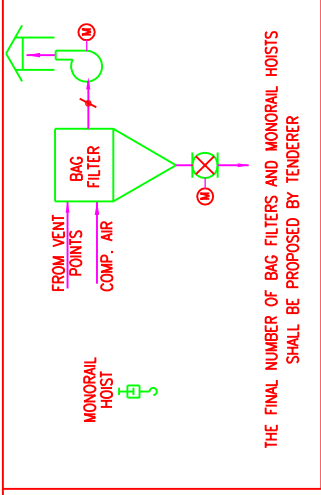 M
BAG
FILTER
FROM VENT
POINTS
COMP. AIR
M
MONORAIL
HOIST
THE FINAL NUMBER OF BAG FILTERS AND MONORAIL HOISTS
SHALL BE PROPOSED BY TENDERER